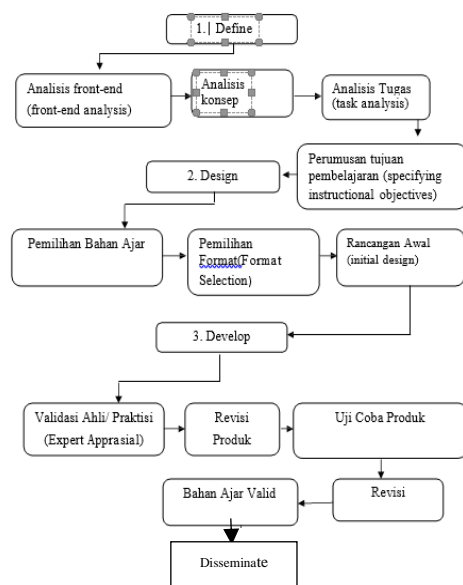 1. Define
Analisis front-end
(front-end analysis)
Analisis
konsep
Analisis Tugas
(task analysis)
Perumusan tujuan
pembelajaran (specifying
instructional objectives)
2. Design
Pemilihan Bahan Ajar
Pemilihan
Format(Format
Selection)
Rancangan Awal
(initial design)
3. Develop
Validasi Ahli/ Praktisi
(Expert Apprasial)
Revisi
Produk
Uji Coba Produk
Revisi
Bahan Ajar Valid
Disseminate